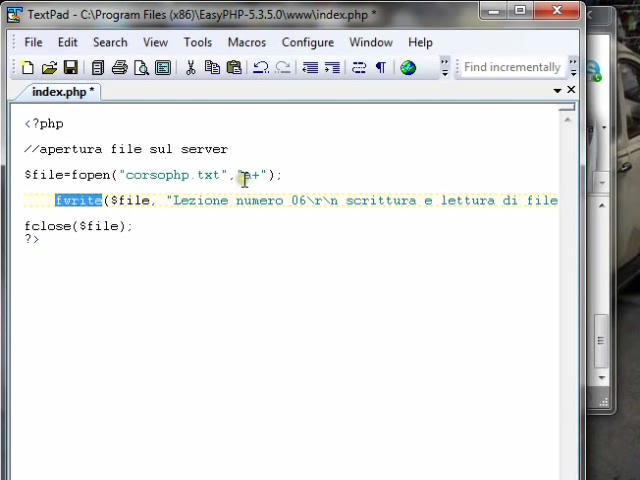 TextPad - C:\Program Files (x86)\EasyPHP-5.3.5.0\www\index.php *
File Edit Search View Tools Macros Configure Window Help
Find incrementally
index.php *
<?php
//apertura file sul server
$file=fopen("corsophp.txt","a+");
fwrite($file, "Lezione numero 06\r\n scrittura e lettura di file
fclose($file);
?>